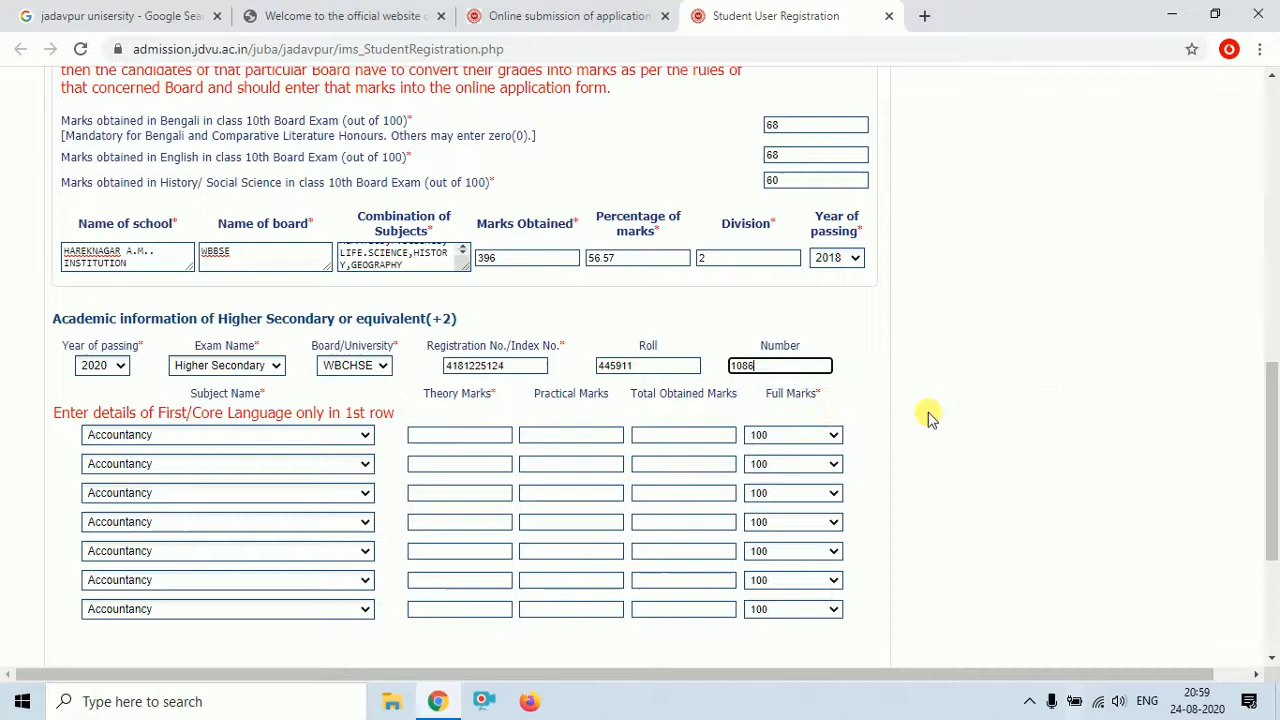 jadavpur unisersity - Google Sea
Welcome to the official website o
Online submission of application
Student User Registration
admission.jdvu.ac.in/juba/jadavpur/ims_StudentRegistration.php
then the candidates of that particular Board have to convert their grades into marks as per the rules of
that concerned Board and should enter that marks into the online application form.
Marks obtained in Bengali in class 10th Board Exam (out of 100)* 68
[Mandatory for Bengali and Comparative Literature Honours. Others may enter zero(0).]
Marks obtained in English in class 10th Board Exam (out of 100)* 68
Marks obtained in History/ Social Science in class 10th Board Exam (out of 100)* 60
Name of school* Name of board* Combination of Subjects* Marks Obtained* Percentage of marks* Division* Year of passing*
HAREKNAGAR A.M.. INSTITUTION WBBSE LIFE.SCIENCE,HISTOR Y,GEOGRAPHY 396 56.57 2 2018
Academic information of Higher Secondary or equivalent(+2)
Year of passing* Exam Name* Board/University* Registration No./Index No.* Roll Number
2020 Higher Secondary WBCHSE 4181225124 445911 1086
Subject Name* Theory Marks* Practical Marks Total Obtained Marks Full Marks*
Enter details of First/Core Language only in 1st row
Accountancy 100
Accountancy 100
Accountancy 100
Accountancy 100
Accountancy 100
Accountancy 100
Accountancy 100
Type here to search
ENG
20:59
24-08-2020